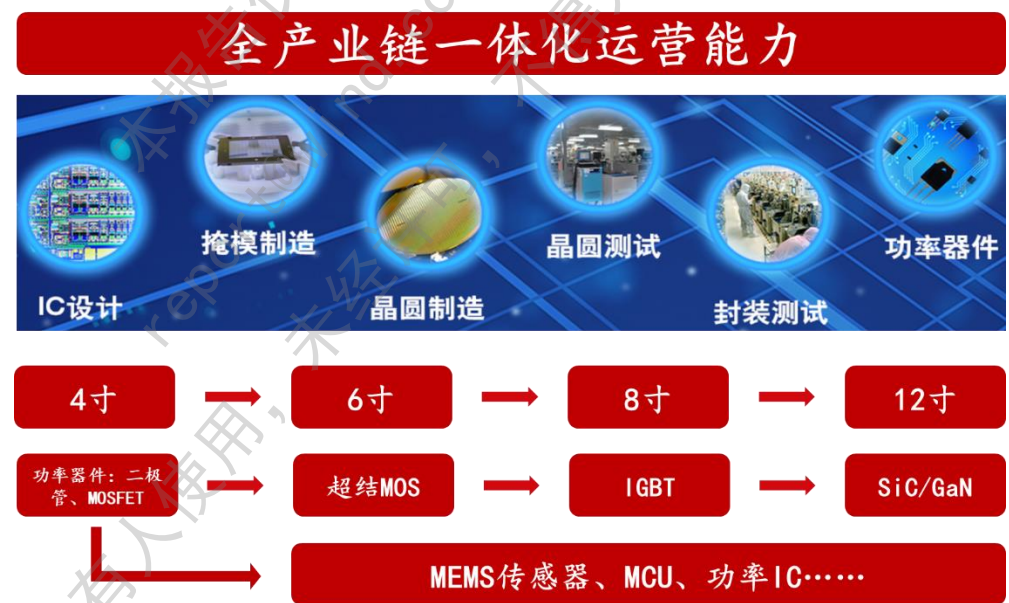 全产业链一体化运营能力
IC设计
掩模制造
晶圆制造
晶圆测试
封装测试
功率器件
4寸
6寸
8寸
12寸
功率器件：二极
管、MOSFET
超结MOS
IGBT
SiC/GaN
MEMS传感器、MCU、功率IC……